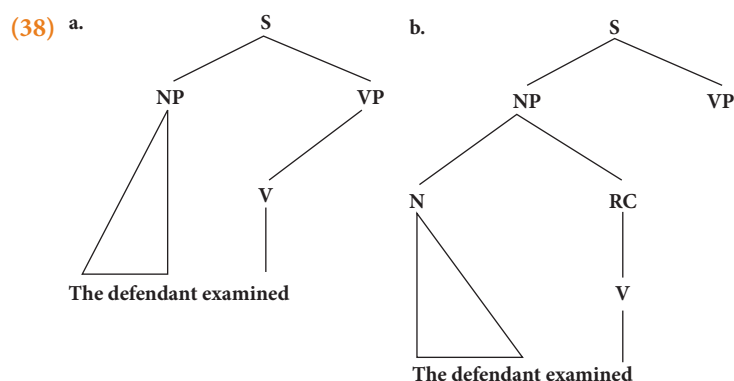 (38) a. S b. S
NP VP NP VP
V N RC
The defendant examined V
The defendant examined